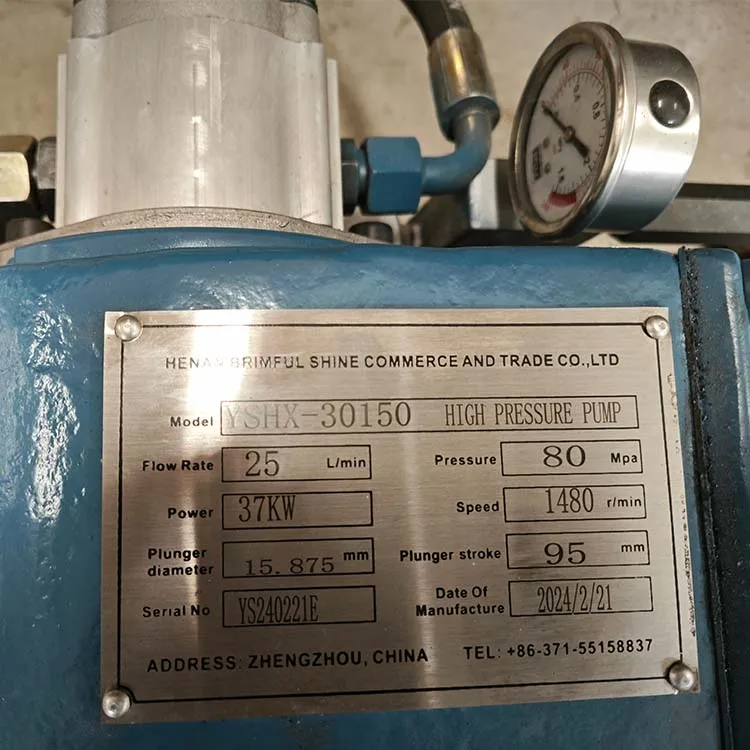 HENAN BRIMFUL SHINE COMMERCE AND TRADE CO.,LTD
Model YSHX-30150 HIGH PRESSURE PUMP
Flow Rate 25 L/min Pressure 80 Mpa
Power 37KW Speed 1480 r/min
Plunger diameter 15.875 mm Plunger stroke 95 mm
Serial No YS240221E Date Of Manufacture 2024/2/21
ADDRESS: ZHENGZHOU, CHINA TEL: +86-371-55158837